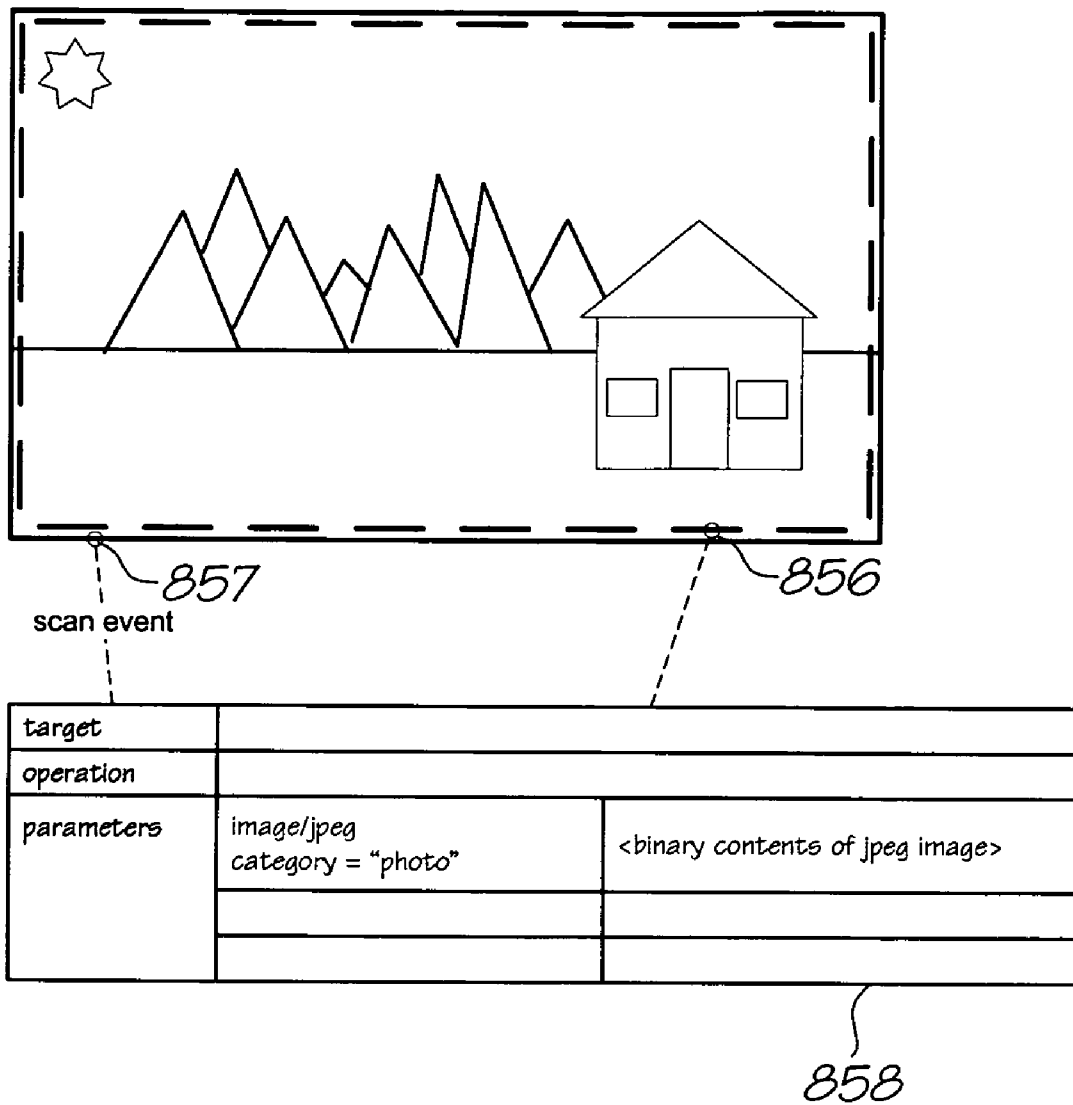 857
856
scan event
target
operation
parameters
image/jpeg
category = "photo"
<binary contents of jpeg image>
858